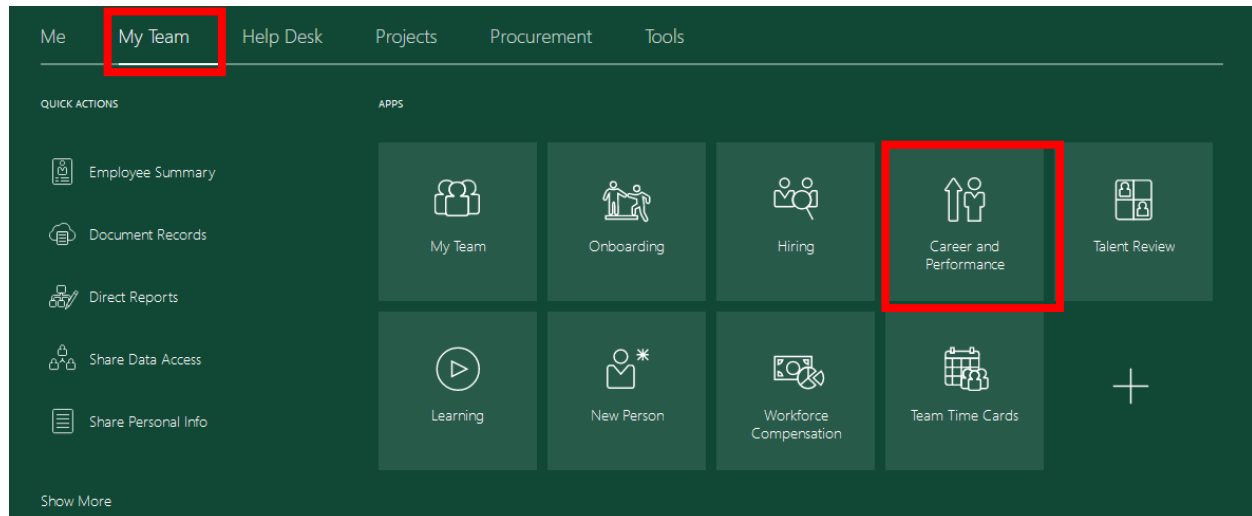 Me My Team Help Desk Projects Procurement Tools
QUICK ACTIONS
Employee Summary
Document Records
Direct Reports
Share Data Access
Share Personal Info
Show More
APPS
My Team
Onboarding
Hiring
Career and
Performance
Talent Review
Learning
New Person
Workforce
Compensation
Team Time Cards